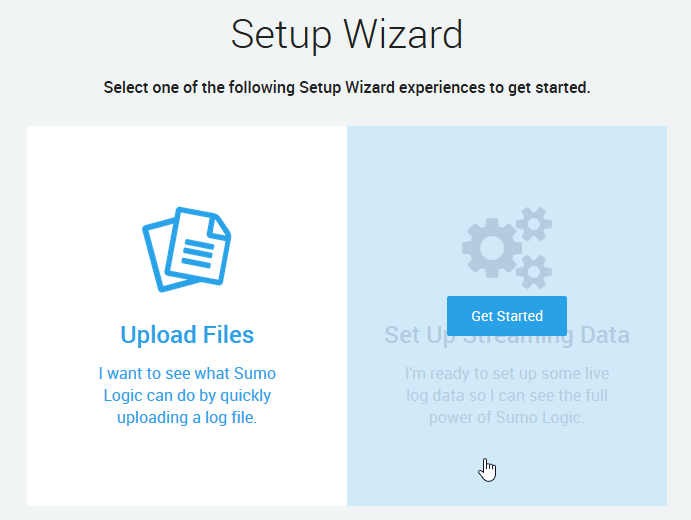 Setup Wizard
Select one of the following Setup Wizard experiences to get started.
Upload Files
I want to see what Sumo
Logic can do by quickly
uploading a log file.
Get Started
Set Up Streaming Data
I'm ready to set up some live
log data so I can see the full
power of Sumo Logic.